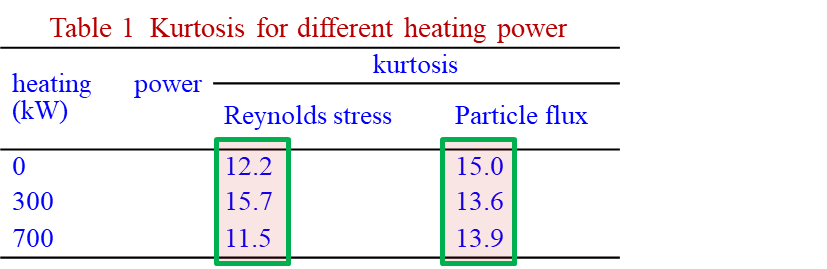 Table 1 Kurtosis for different heating power
heating power (kW)
kurtosis
Reynolds stress Particle flux
0 12.2 15.0
300 15.7 13.6
700 11.5 13.9